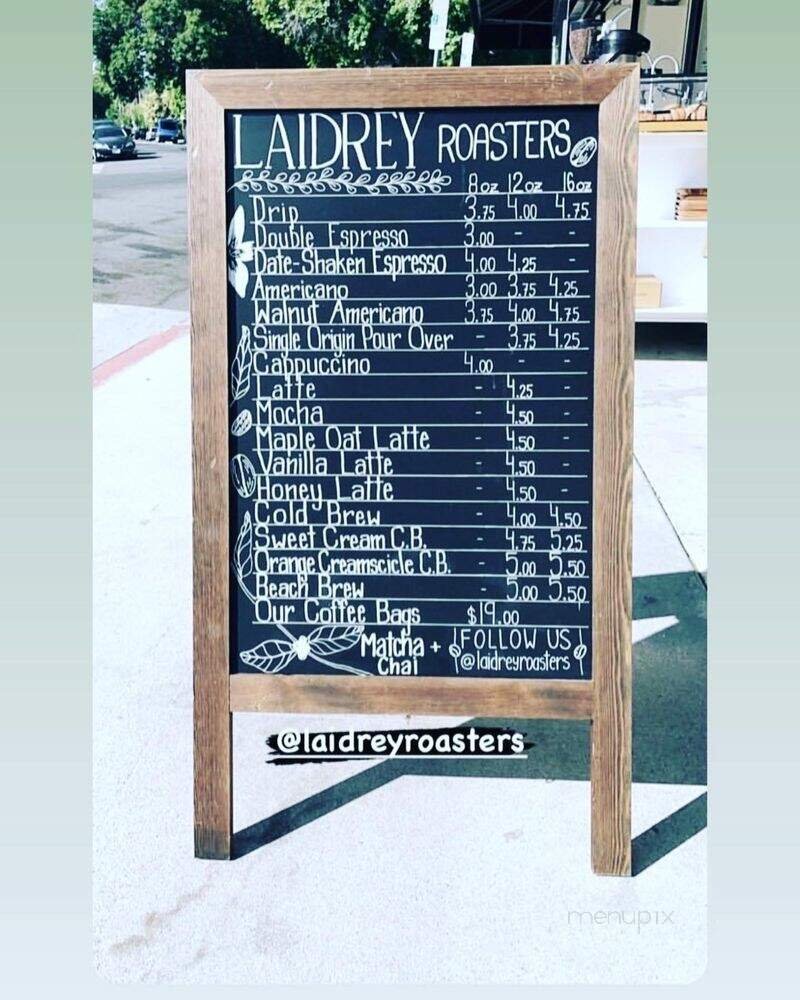 LAIDREY ROASTERS
8oz 12oz 16oz
Drip 3.75 4.00 4.75
Double Espresso 3.00 - -
Date-Shaken Espresso 4.00 4.25 -
Americano 3.00 3.75 4.25
Walnut Americano 3.75 4.00 4.75
Single Origin Pour Over - 3.75 4.25
Cappuccino 4.00 - -
Latte - 4.25 -
Mocha - 4.50 -
Maple Oat Latte - 4.50 -
Vanilla Latte - 4.50 -
Honey Latte - 4.50 -
Cold Brew - 4.00 4.50
Sweet Cream C.B. - 4.75 5.25
Orange Creamscicle C.B. - 5.00 5.50
Beach Brew - 5.00 5.50
Our Coffee Bags $19.00
Matcha + Chai
FOLLOW US
@laidreyroasters
@laidreyroasters
menupix